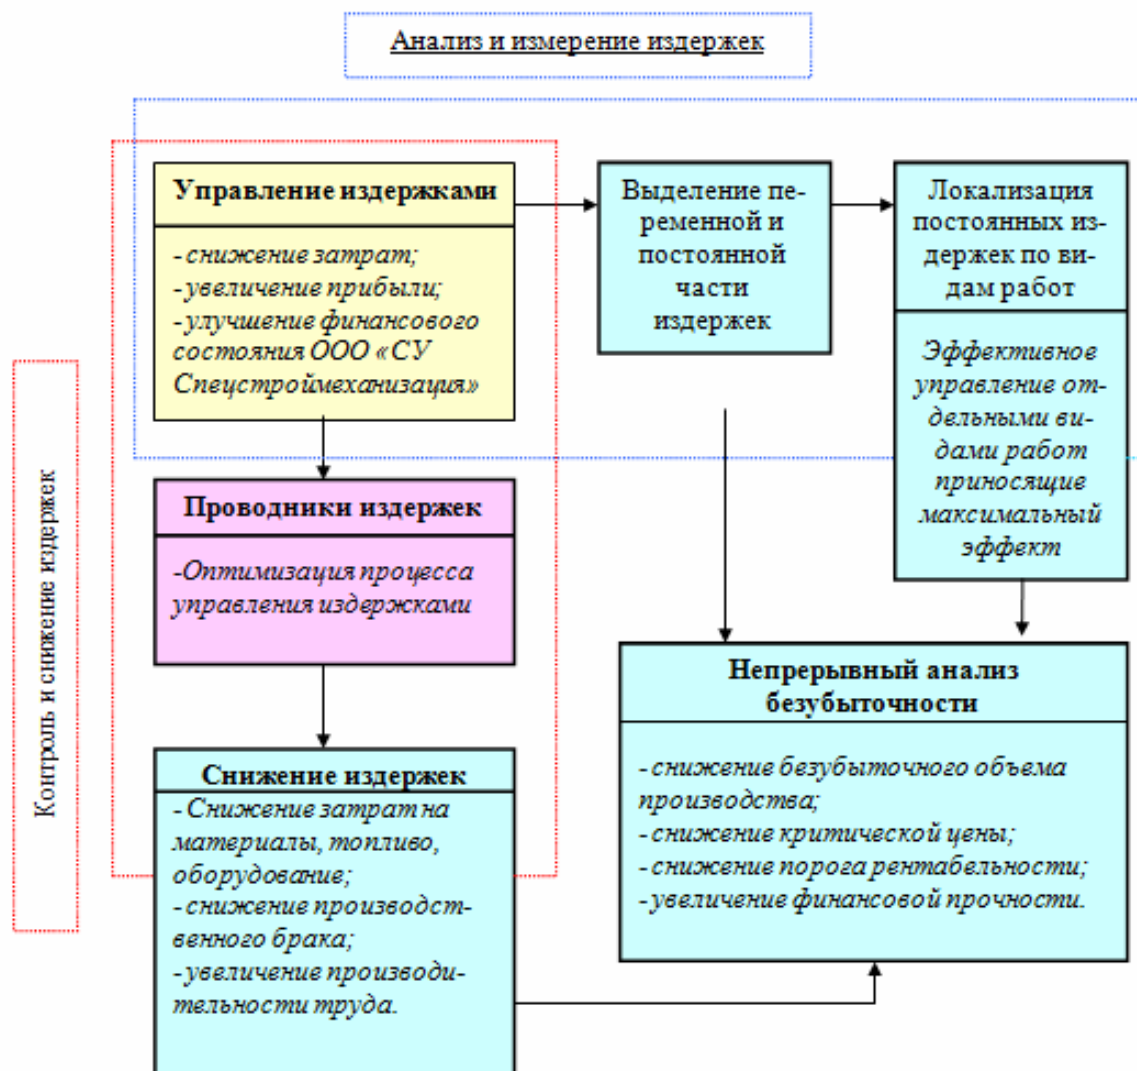 Анализ и измерение издержек
Управление издержками
- снижение затрат;
- увеличение прибыли;
- улучшение финансового
состояния ООО «СУ
Спецстроймеханизация»
Выделение пе-
ременной и
постоянной
части
издержек
Локализация
постоянных из-
держек по ви-
дам работ
Эффективное
управление от-
дельными ви-
дами работ
приносящие
максимальный
эффект
Контроль и снижение издержек
Проводники издержек
-Оптимизация процесса
управления издержками
Снижение издержек
- Снижение затрат на
материалы, топливо,
оборудование;
- снижение производст-
венного брака;
- увеличение производи-
тельности труда.
Непрерывный анализ
безубыточности
- снижение безубыточного объема
производства;
- снижение критической цены;
- снижение порога рентабельности;
- увеличение финансовой прочности.